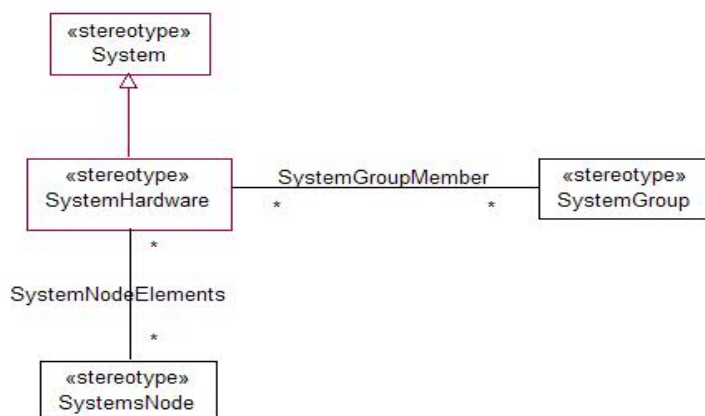 «stereotype»
System
«stereotype»
SystemHardware
SystemGroupMember
*
*
«stereotype»
SystemGroup
*
SystemNodeElements
*
«stereotype»
SystemsNode